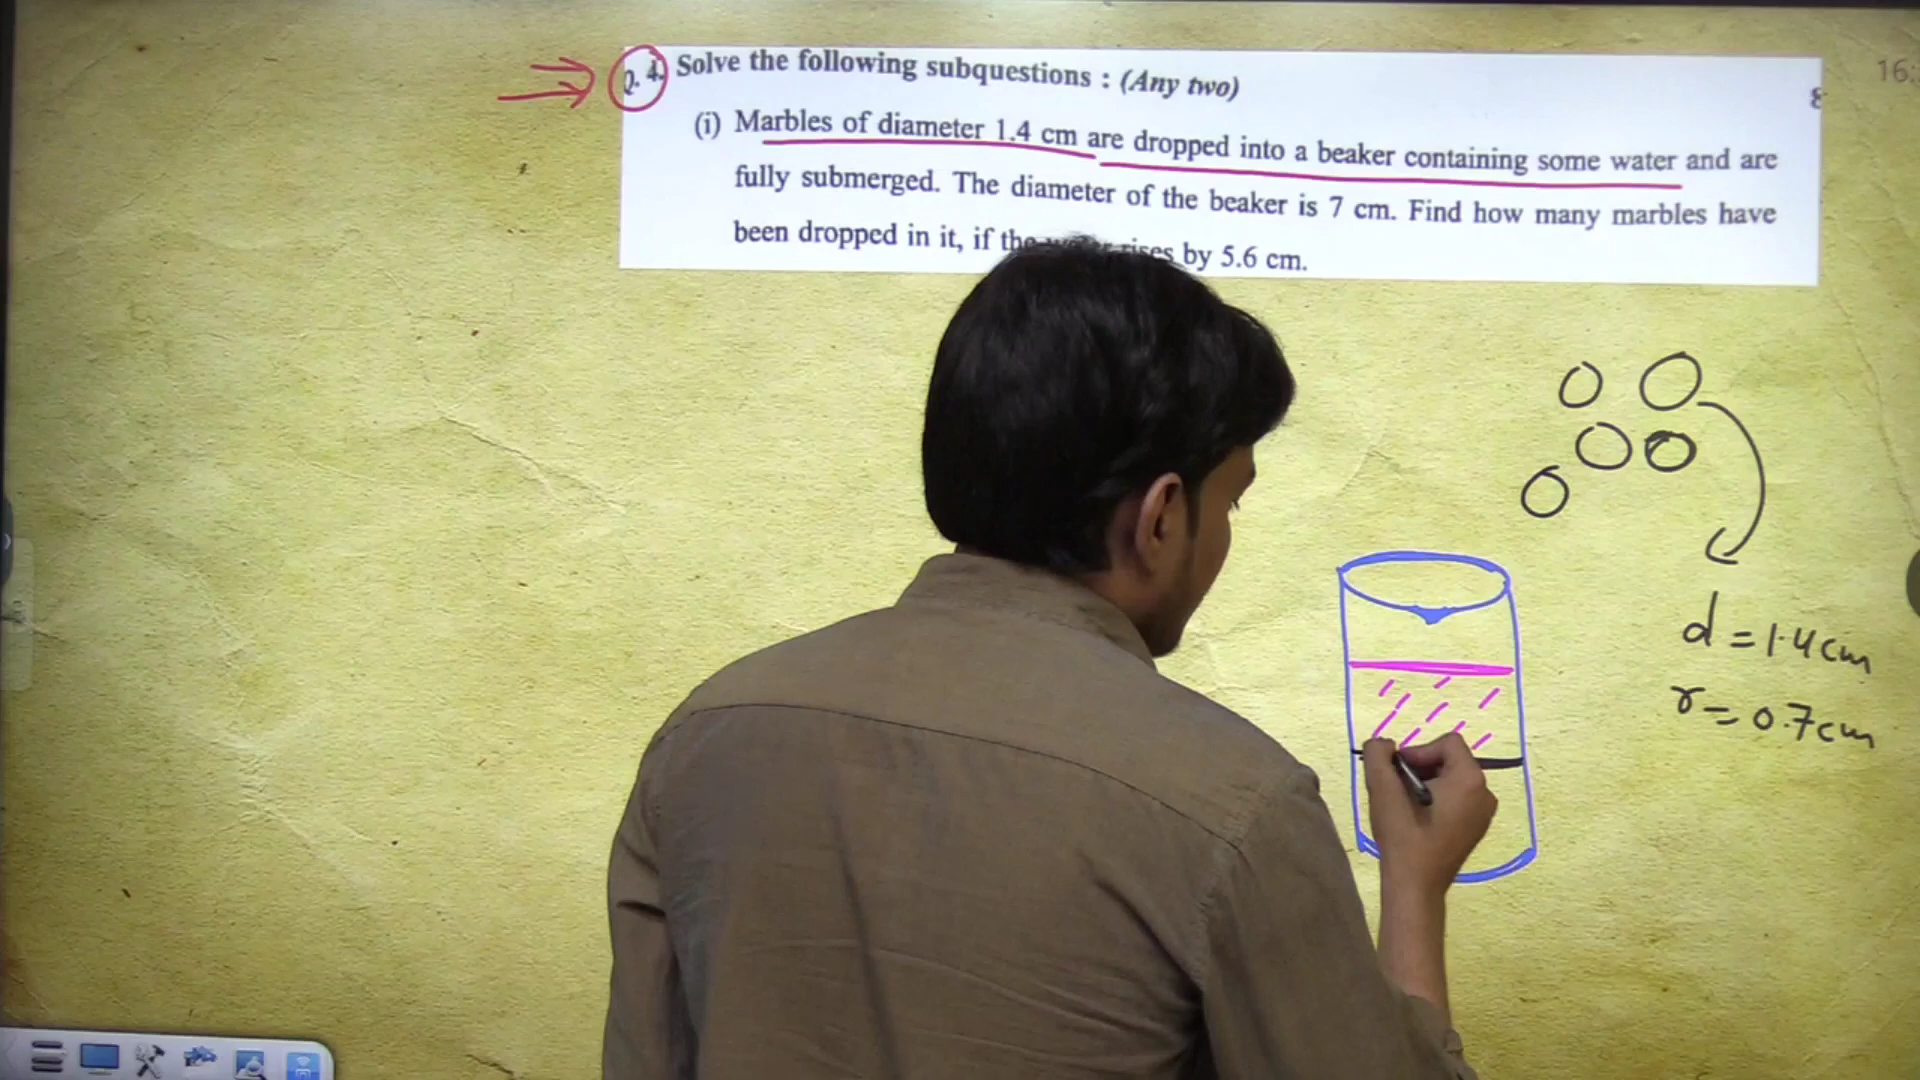 Q. 4. Solve the following subquestions : (Any two)
8
16:
(i) Marbles of diameter 1.4 cm are dropped into a beaker containing some water and are
fully submerged. The diameter of the beaker is 7 cm. Find how many marbles have
been dropped in it, if the water rises by 5.6 cm.
d = 1.4 cm
r = 0.7 cm